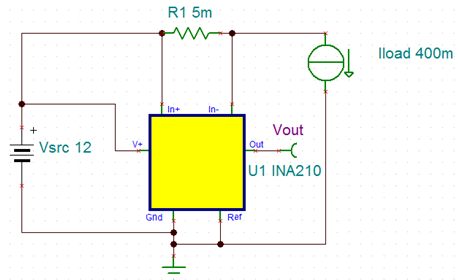 R1 5m
Iload 400m
In+
In-
Vout
V+
Out
+
Vsrc 12
U1 INA210
Gnd
Ref